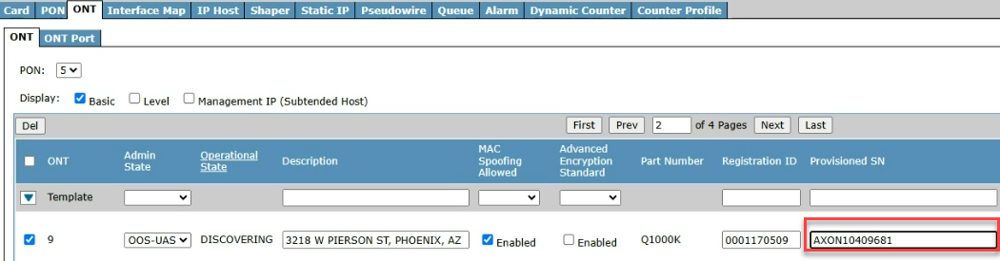 Card PON ONT Interface Map IP Host Shaper Static IP Pseudowire Queue Alarm Dynamic Counter Counter Profile
ONT ONT Port
PON: 5
Display: Basic Level Management IP (Subtended Host)
Del First Prev 2 of 4 Pages Next Last
ONT Admin State Operational State Description MAC Spoofing Allowed Advanced Encryption Standard Part Number Registration ID Provisioned SN
Template
9 OOS-UAS DISCOVERING 3218 W PIERSON ST, PHOENIX, AZ Enabled Enabled Q1000K 0001170509 AXON10409681